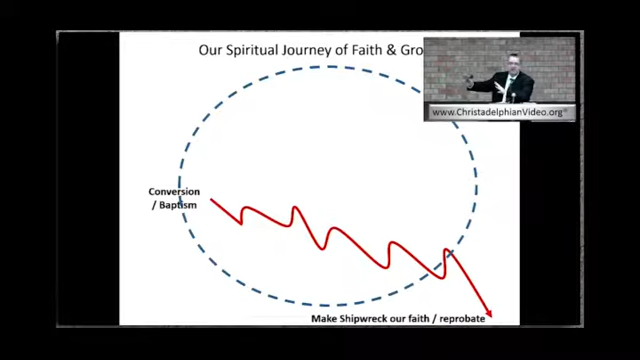 Our Spiritual Journey of Faith & Gro
www.ChristadelphianVideo.org
Conversion
/ Baptism
Make Shipwreck our faith / reprobate